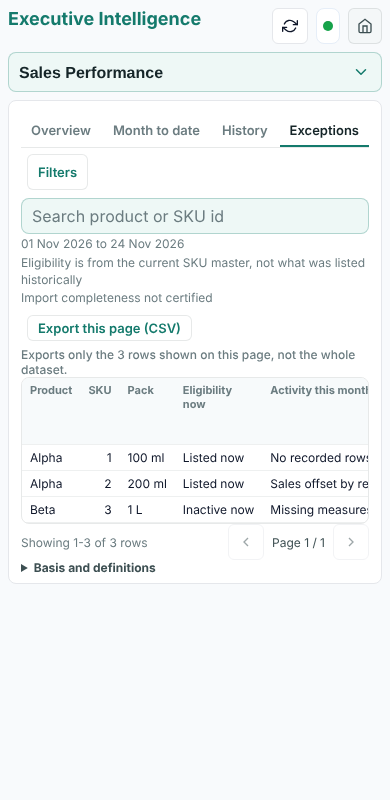 Executive Intelligence
Sales Performance
Overview Month to date History Exceptions
Filters
Search product or SKU id
01 Nov 2026 to 24 Nov 2026
Eligibility is from the current SKU master, not what was listed
historically
Import completeness not certified
Export this page (CSV)
Exports only the 3 rows shown on this page, not the whole
dataset.
Product SKU Pack Eligibility now Activity this month
Alpha 1 100 ml Listed now No recorded rows
Alpha 2 200 ml Listed now Sales offset by re
Beta 3 1 L Inactive now Missing measures
Showing 1-3 of 3 rows Page 1 / 1
Basis and definitions